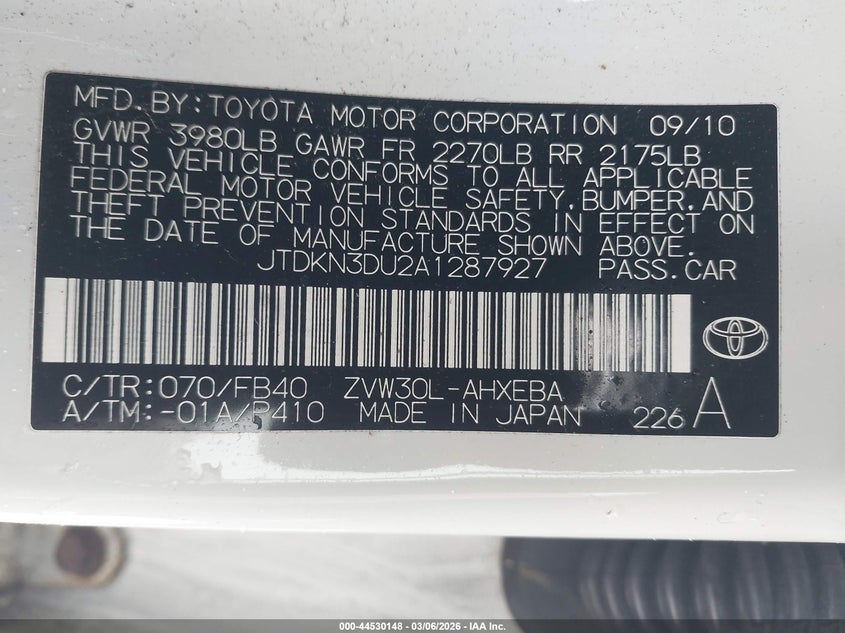 MFD. BY: TOYOTA MOTOR CORPORATION 09/10
GVWR 3980LB GAWR FR 2270LB RR 2175LB
THIS VEHICLE CONFORMS TO ALL APPLICABLE
FEDERAL MOTOR VEHICLE SAFETY, BUMPER, AND
THEFT PREVENTION STANDARDS IN EFFECT ON
THE DATE OF MANUFACTURE SHOWN ABOVE.
JTDKN3DU2A1287927 PASS. CAR
C/TR: 070/FB40 ZVW30L-AHXEBA
A/TM: -01A/P410 MADE IN JAPAN 226 A
000-44530148 - 03/06/2026 - IAA Inc.